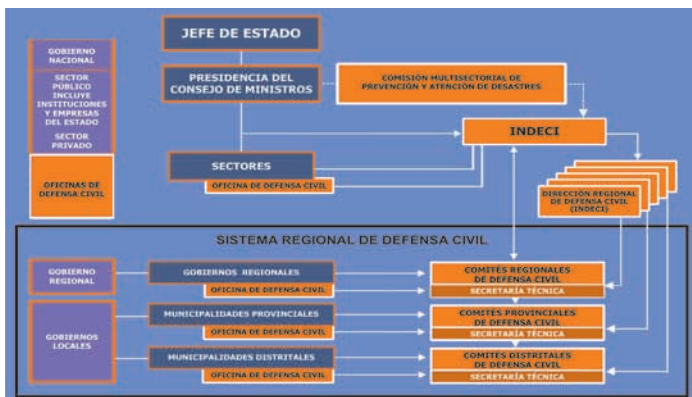 JEFE DE ESTADO
GOBIERNO
NACIONAL
SECTOR
PÚBLICO
INCLUYE
INSTITUCIONES
Y EMPRESAS
DEL ESTADO
SECTOR
PRIVADO
OFICINAS DE
DEFENSA CIVIL
PRESIDENCIA DEL
CONSEJO DE MINISTROS
COMISIÓN MULTISECTORIAL DE
PREVENCIÓN Y ATENCIÓN DE DESASTRES
INDECI
SECTORES
OFICINA DE DEFENSA CIVIL
DIRECCIÓN REGIONAL
DE DEFENSA CIVIL
(INDECI)
SISTEMA REGIONAL DE DEFENSA CIVIL
GOBIERNO
REGIONAL
GOBIERNOS REGIONALES
OFICINA DE DEFENSA CIVIL
COMITÉS REGIONALES
DE DEFENSA CIVIL
SECRETARÍA TÉCNICA
GOBIERNOS
LOCALES
MUNICIPALIDADES PROVINCIALES
OFICINA DE DEFENSA CIVIL
COMITÉS PROVINCIALES
DE DEFENSA CIVIL
SECRETARÍA TÉCNICA
MUNICIPALIDADES DISTRITALES
OFICINA DE DEFENSA CIVIL
COMITÉS DISTRITALES
DE DEFENSA CIVIL
SECRETARÍA TÉCNICA